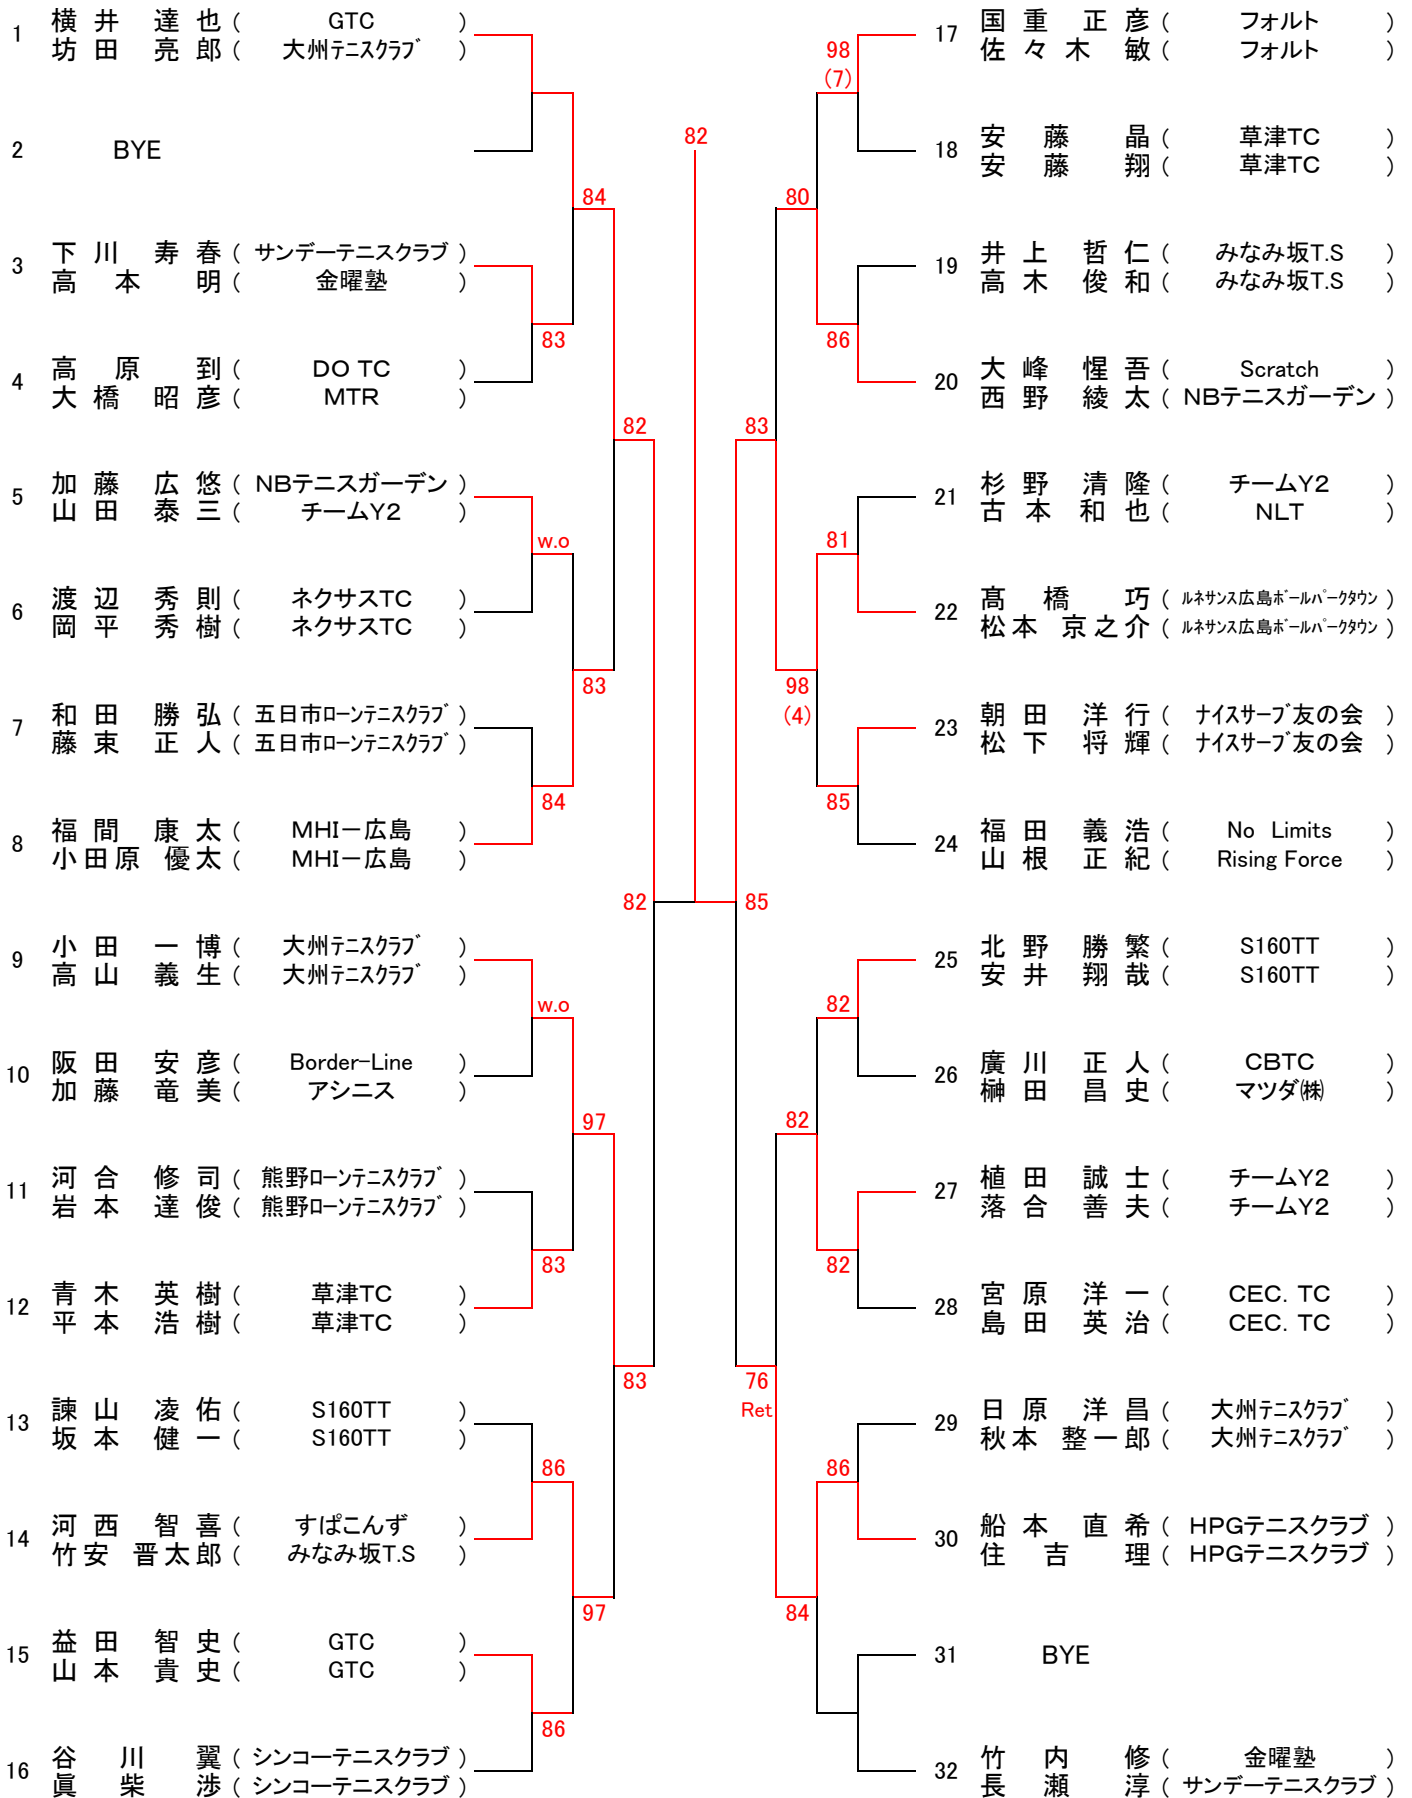 1 横井 達也 ( GTC )
坊田 亮郎 ( 大州テニスクラブ )
2 BYE
84
3 下川 寿春 ( サンデーテニスクラブ )
高本 明 ( 金曜塾 )
83
4 高原 到 ( DO TC )
大橋 昭彦 ( MTR )
82
5 加藤 広悠 ( NBテニスガーデン )
山田 泰三 ( チームY2 )
w.o
6 渡辺 秀則 ( ネクサスTC )
岡平 秀樹 ( ネクサスTC )
83
7 和田 勝弘 ( 五日市ローンテニスクラブ )
藤東 正人 ( 五日市ローンテニスクラブ )
84
8 福間 康太 ( MHI－広島 )
小田原 優太 ( MHI－広島 )
82
9 小田 一博 ( 大州テニスクラブ )
高山 義生 ( 大州テニスクラブ )
w.o
10 阪田 安彦 ( Border-Line )
加藤 竜美 ( アシニス )
97
11 河合 修司 ( 熊野ローンテニスクラブ )
岩本 達俊 ( 熊野ローンテニスクラブ )
83
12 青木 英樹 ( 草津TC )
平本 浩樹 ( 草津TC )
83
13 諫山 凌佑 ( S160TT )
坂本 健一 ( S160TT )
86
14 河西 智喜 ( すぱこんず )
竹安 晋太郎 ( みなみ坂T.S )
97
15 益田 智史 ( GTC )
山本 貴史 ( GTC )
86
16 谷川 翼 ( シンコーテニスクラブ )
眞柴 渉 ( シンコーテニスクラブ )
82
17 国重 正彦 ( フォルト )
佐々木 敏 ( フォルト )
98
(7)
18 安藤 晶 ( 草津TC )
安藤 翔 ( 草津TC )
80
19 井上 哲仁 ( みなみ坂T.S )
高木 俊和 ( みなみ坂T.S )
86
20 大峰 惺吾 ( Scratch )
西野 綾太 ( NBテニスガーデン )
83
21 杉野 清隆 ( チームY2 )
古本 和也 ( NLT )
81
22 髙橋 巧 ( ルネサンス広島ボールパークタウン )
松本 京之介 ( ルネサンス広島ボールパークタウン )
98
(4)
23 朝田 洋行 ( ナイスサーブ友の会 )
松下 将輝 ( ナイスサーブ友の会 )
85
24 福田 義浩 ( No Limits )
山根 正紀 ( Rising Force )
85
25 北野 勝繁 ( S160TT )
安井 翔哉 ( S160TT )
82
26 廣川 正人 ( CBTC )
榊田 昌史 ( マツダ㈱ )
82
27 植田 誠士 ( チームY2 )
落合 善夫 ( チームY2 )
82
28 宮原 洋一 ( CEC. TC )
島田 英治 ( CEC. TC )
76
Ret
29 日原 洋昌 ( 大州テニスクラブ )
秋本 整一郎 ( 大州テニスクラブ )
86
30 船本 直希 ( HPGテニスクラブ )
住吉 理 ( HPGテニスクラブ )
84
31 BYE
32 竹内 修 ( 金曜塾 )
長瀬 淳 ( サンデーテニスクラブ )